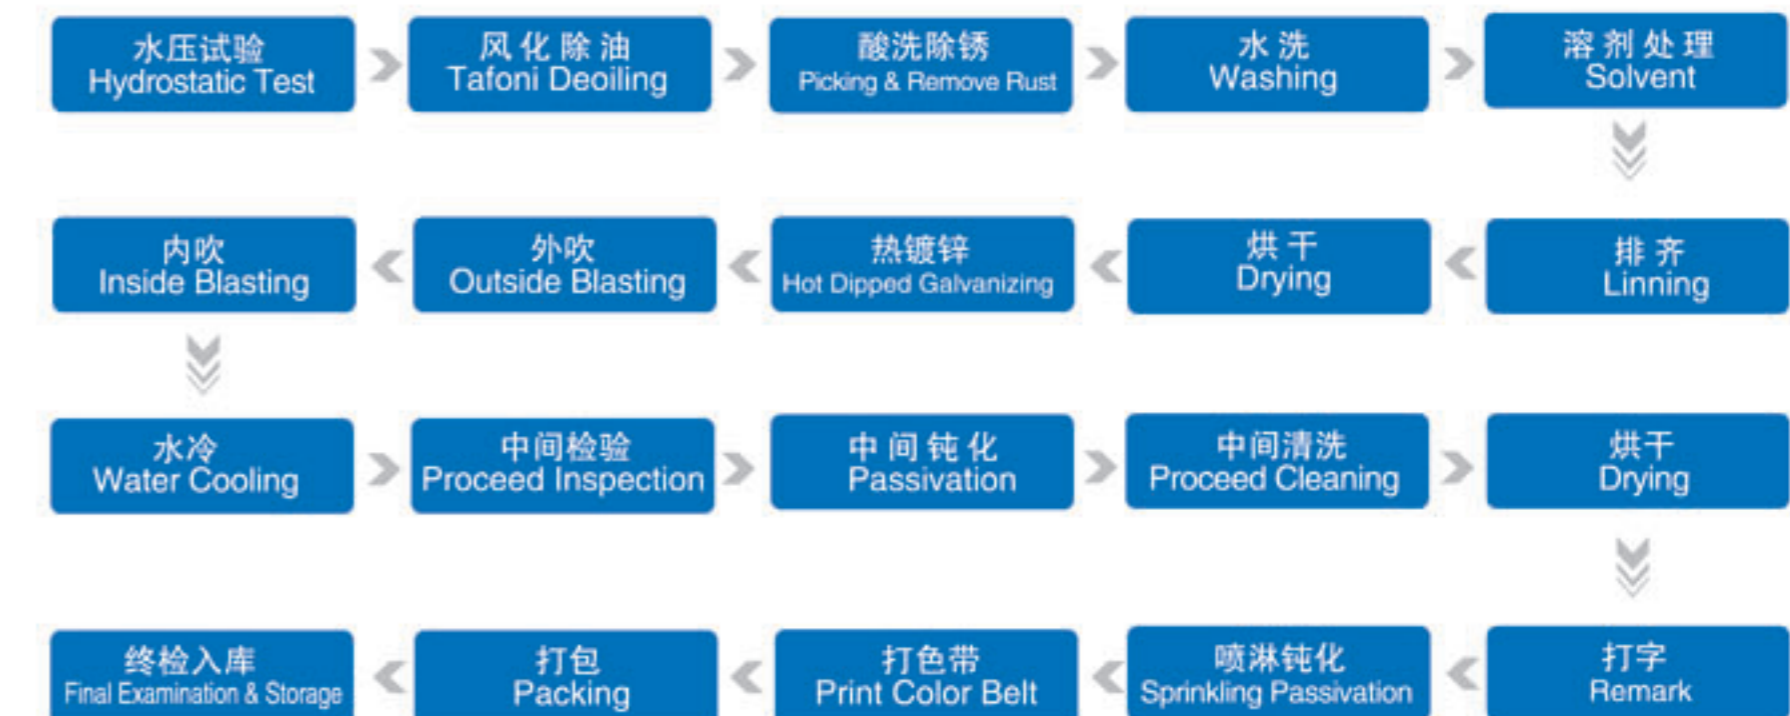 水压试验
Hydrostatic Test
风化除油
Tafoni Deoiling
酸洗除锈
Picking & Remove Rust
水洗
Washing
溶剂处理
Solvent
排齐
Linning
烘干
Drying
热镀锌
Hot Dipped Galvanizing
外吹
Outside Blasting
内吹
Inside Blasting
水冷
Water Cooling
中间检验
Proceed Inspection
中间钝化
Passivation
中间清洗
Proceed Cleaning
烘干
Drying
打字
Remark
喷淋钝化
Sprinkling Passivation
打色带
Print Color Belt
打包
Packing
终检入库
Final Examination & Storage